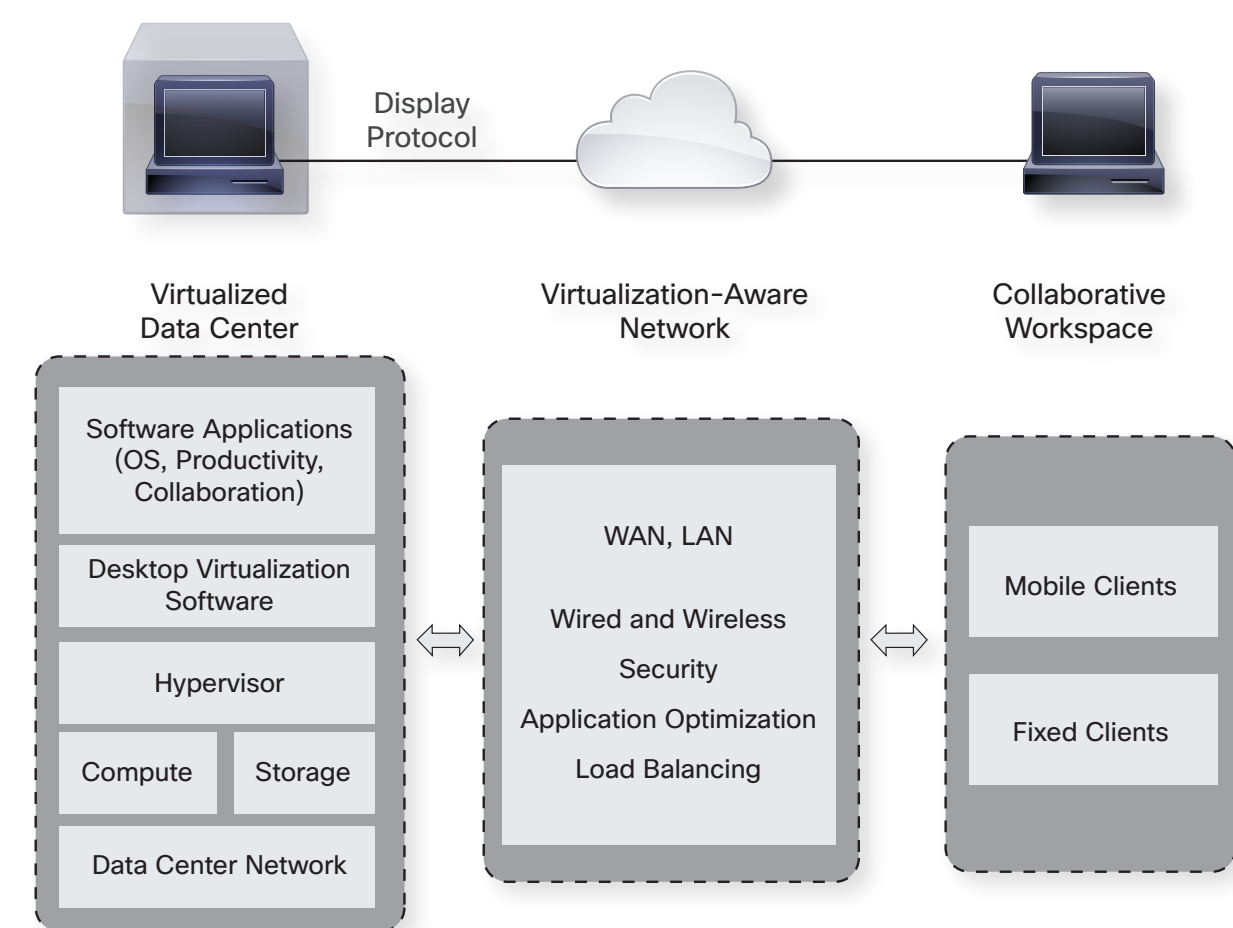 Display
Protocol
Virtualized
Data Center
Virtualization-Aware
Network
Collaborative
Workspace
Software Applications
(OS, Productivity,
Collaboration)
Desktop Virtualization
Software
Hypervisor
Compute
Storage
Data Center Network
WAN, LAN
Wired and Wireless
Security
Application Optimization
Load Balancing
Mobile Clients
Fixed Clients